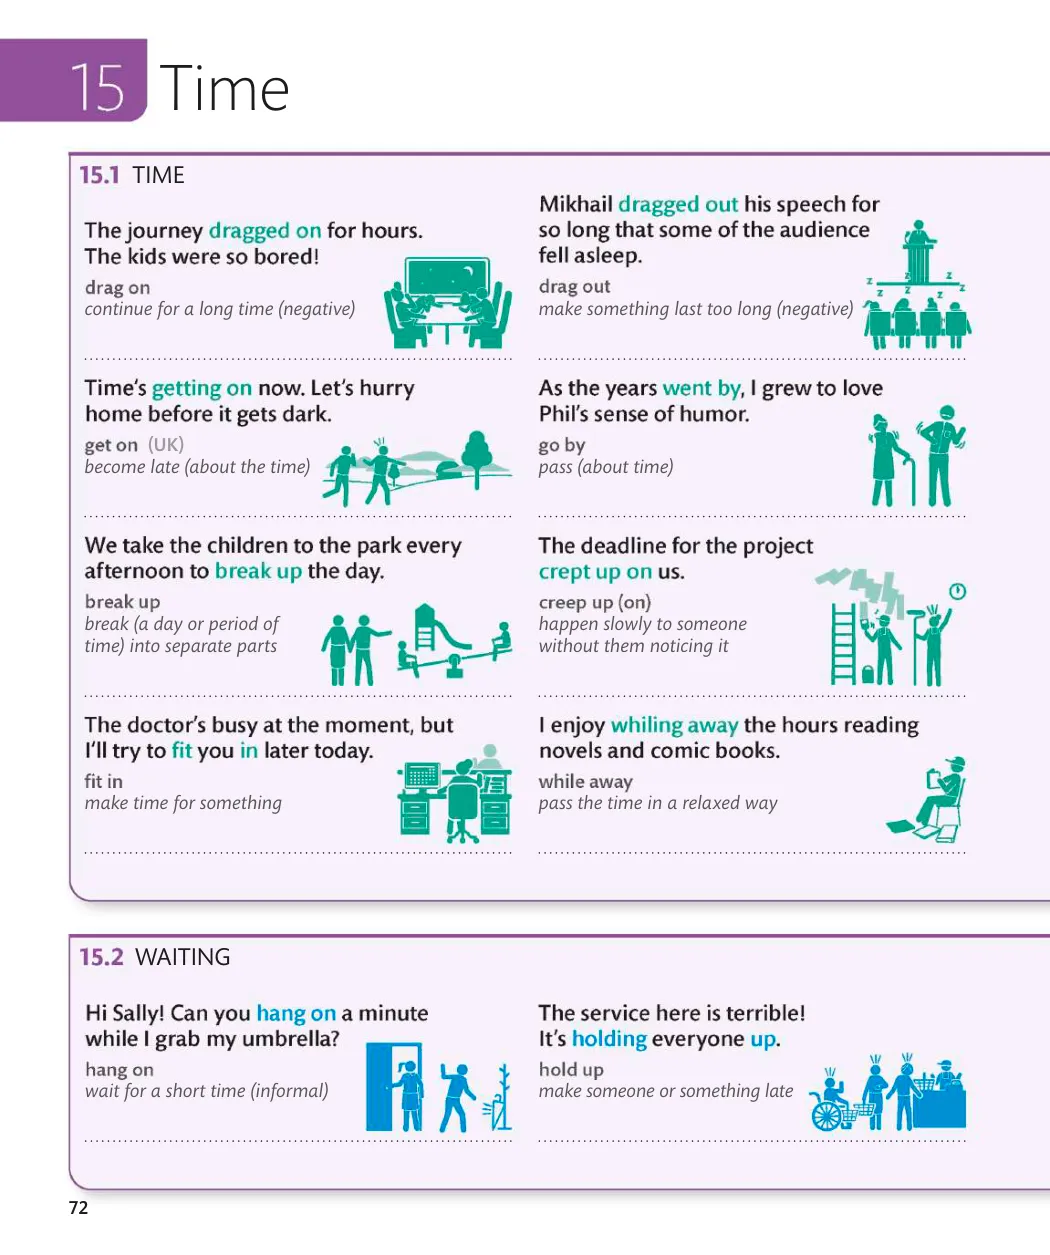 15 Time
15.1 TIME
The journey dragged on for hours.
The kids were so bored!
drag on
continue for a long time (negative)
Mikhail dragged out his speech for
so long that some of the audience
fell asleep.
drag out
make something last too long (negative)
z z z z
z z z
Time's getting on now. Let's hurry
home before it gets dark.
get on (UK)
become late (about the time)
As the years went by, I grew to love
Phil's sense of humor.
go by
pass (about time)
We take the children to the park every
afternoon to break up the day.
break up
break (a day or period of
time) into separate parts
The deadline for the project
crept up on us.
creep up (on)
happen slowly to someone
without them noticing it
The doctor's busy at the moment, but
I'll try to fit you in later today.
fit in
make time for something
I enjoy whiling away the hours reading
novels and comic books.
while away
pass the time in a relaxed way
15.2 WAITING
Hi Sally! Can you hang on a minute
while I grab my umbrella?
hang on
wait for a short time (informal)
The service here is terrible!
It's holding everyone up.
hold up
make someone or something late
72